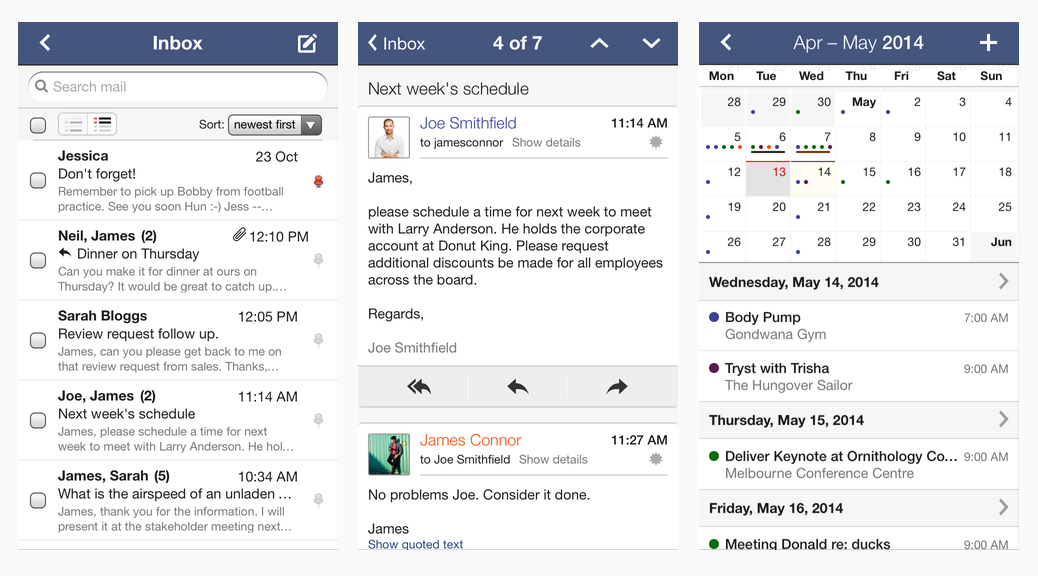 Inbox
Search mail
Sort: newest first
Jessica 23 Oct
Don't forget!
Remember to pick up Bobby from football
practice. See you soon Hun :-) Jess --...
Neil, James (2) 12:10 PM
Dinner on Thursday
Can you make it for dinner at ours on
Thursday? It would be great to catch up....
Sarah Bloggs 12:05 PM
Review request follow up.
James, can you please get back to me on
that review request from sales. Thanks,...
Joe, James (2) 11:14 AM
Next week's schedule
James, please schedule a time for next
week to meet with Larry Anderson. He hol...
James, Sarah (5) 10:34 AM
What is the airspeed of an unladen ...
James, thank you for the information. I will
present it at the stakeholder meeting next...
Inbox 4 of 7
Next week's schedule
Joe Smithfield 11:14 AM
to jamesconnor Show details
James,
please schedule a time for next week to meet
with Larry Anderson. He holds the corporate
account at Donut King. Please request
additional discounts be made for all employees
across the board.
Regards,
Joe Smithfield
James Connor 11:27 AM
to Joe Smithfield Show details
No problems Joe. Consider it done.
James
Show quoted text
Apr – May 2014
Mon Tue Wed Thu Fri Sat Sun
28 29 30 May 2 3 4
5 6 7 8 9 10 11
12 13 14 15 16 17 18
19 20 21 22 23 24 25
26 27 28 29 30 31 Jun
Wednesday, May 14, 2014
Body Pump 7:00 AM
Gondwana Gym
Tryst with Trisha 9:00 AM
The Hungover Sailor
Thursday, May 15, 2014
Deliver Keynote at Ornithology Co... 9:00 AM
Melbourne Conference Centre
Friday, May 16, 2014
Meeting Donald re: ducks 9:00 AM